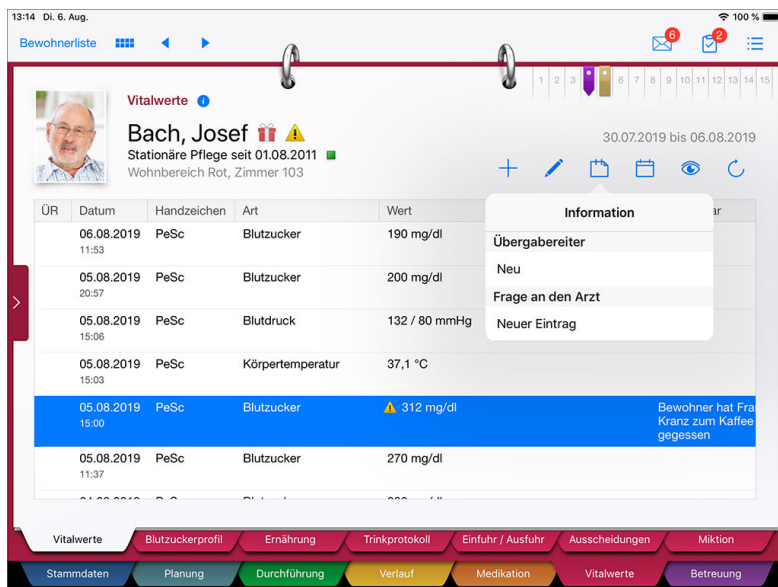 13:14 Di. 6. Aug.
100 %
Bewohnerliste
6
2
1 2 3 6 7 8 9 10 11 12 13 14 15
Vitalwerte
Bach, Josef
Stationäre Pflege seit 01.08.2011
Wohnbereich Rot, Zimmer 103
30.07.2019 bis 06.08.2019
ÜR Datum Handzeichen Art Wert ar
Information
Übergabereiter
Neu
Frage an den Arzt
Neuer Eintrag
06.08.2019 PeSc Blutzucker 190 mg/dl
11:53
05.08.2019 PeSc Blutzucker 200 mg/dl
20:57
05.08.2019 PeSc Blutdruck 132 / 80 mmHg
15:06
05.08.2019 PeSc Körpertemperatur 37,1 °C
15:03
05.08.2019 PeSc Blutzucker 312 mg/dl Bewohner hat Fra
15:00 Kranz zum Kaffee
gegessen
05.08.2019 PeSc Blutzucker 270 mg/dl
11:37
Vitalwerte Blutzuckerprofil Ernährung Trinkprotokoll Einfuhr / Ausfuhr Ausscheidungen Miktion
Stammdaten Planung Durchführung Verlauf Medikation Vitalwerte Betreuung